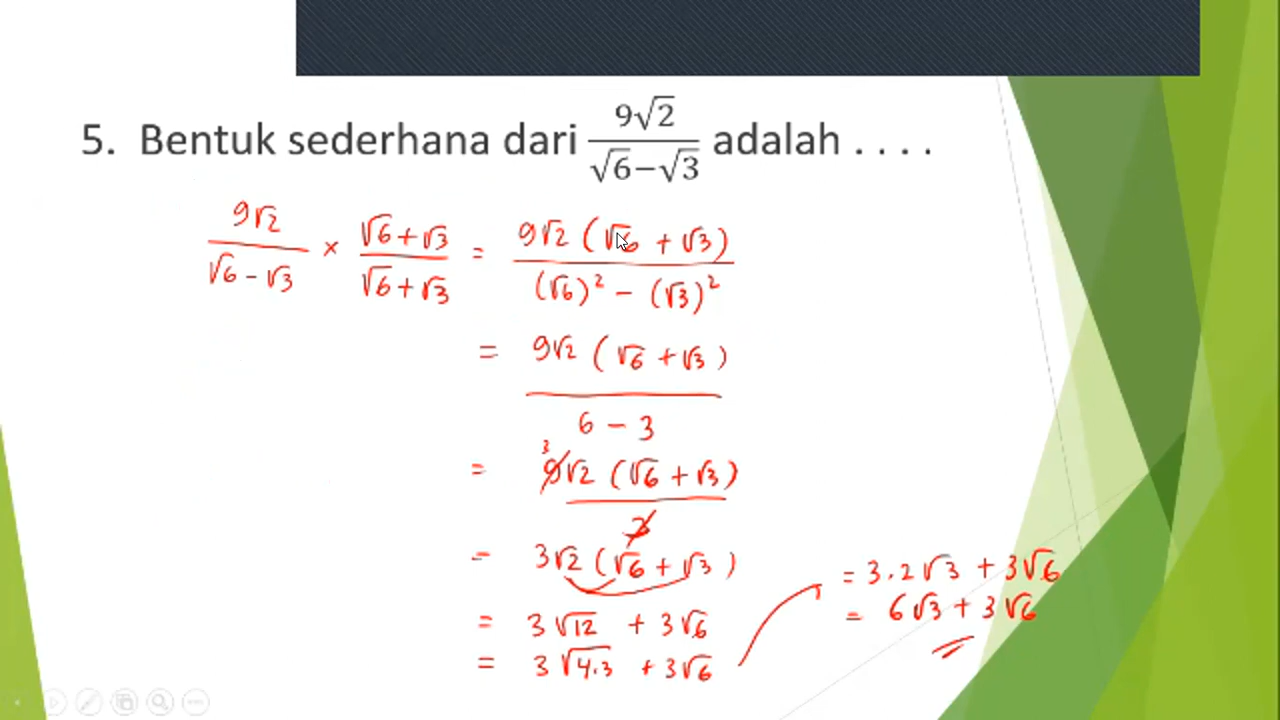 5. Bentuk sederhana dari 9√2/(√6−√3) adalah . . . .
9√2/(√6 - √3) × (√6 + √3)/(√6 + √3) = 9√2 (√6 + √3)/((√6)² - (√3)²)
= 9√2 (√6 + √3)/(6 - 3)
= 3 9√2 (√6 + √3)/3
= 3√2 (√6 + √3)
= 3√12 + 3√6
= 3√4.3 + 3√6
= 3.2√3 + 3√6
= 6√3 + 3√6